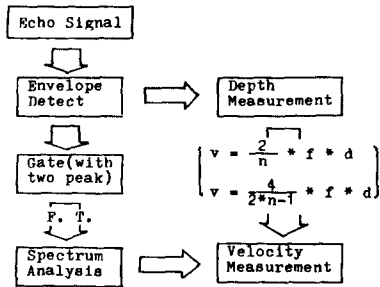 Echo Signal
Envelope
Detect
Depth
Measurement
Gate(with
two peak)
v = 2/n * f * d
v = 4/2*n-1 * f * d
F. T.
Spectrum
Analysis
Velocity
Measurement